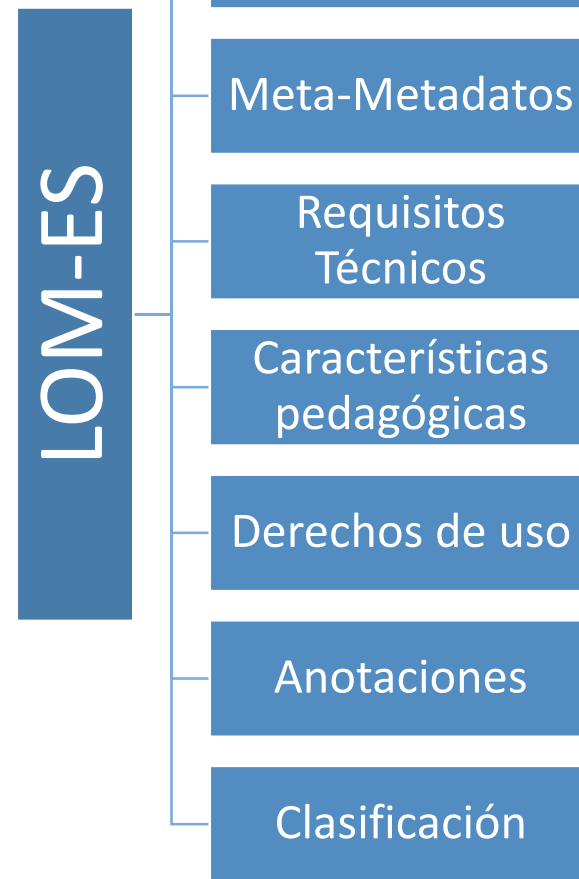 LOM-ES
Meta-Metadatos
Requisitos
Técnicos
Características
pedagógicas
Derechos de uso
Anotaciones
Clasificación